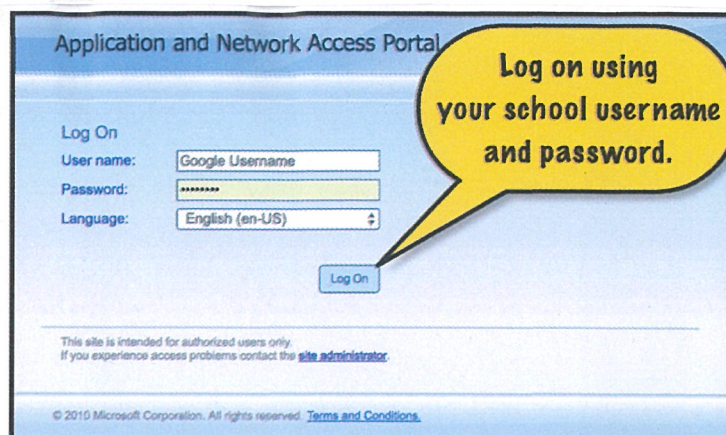 Application and Network Access Portal
Log on using
your school username
and password.
Log On
User name: Google Username
Password: ••••••••
Language: English (en-US)
Log On
This site is intended for authorized users only.
If you experience access problems contact the site administrator.
© 2010 Microsoft Corporation. All rights reserved. Terms and Conditions.